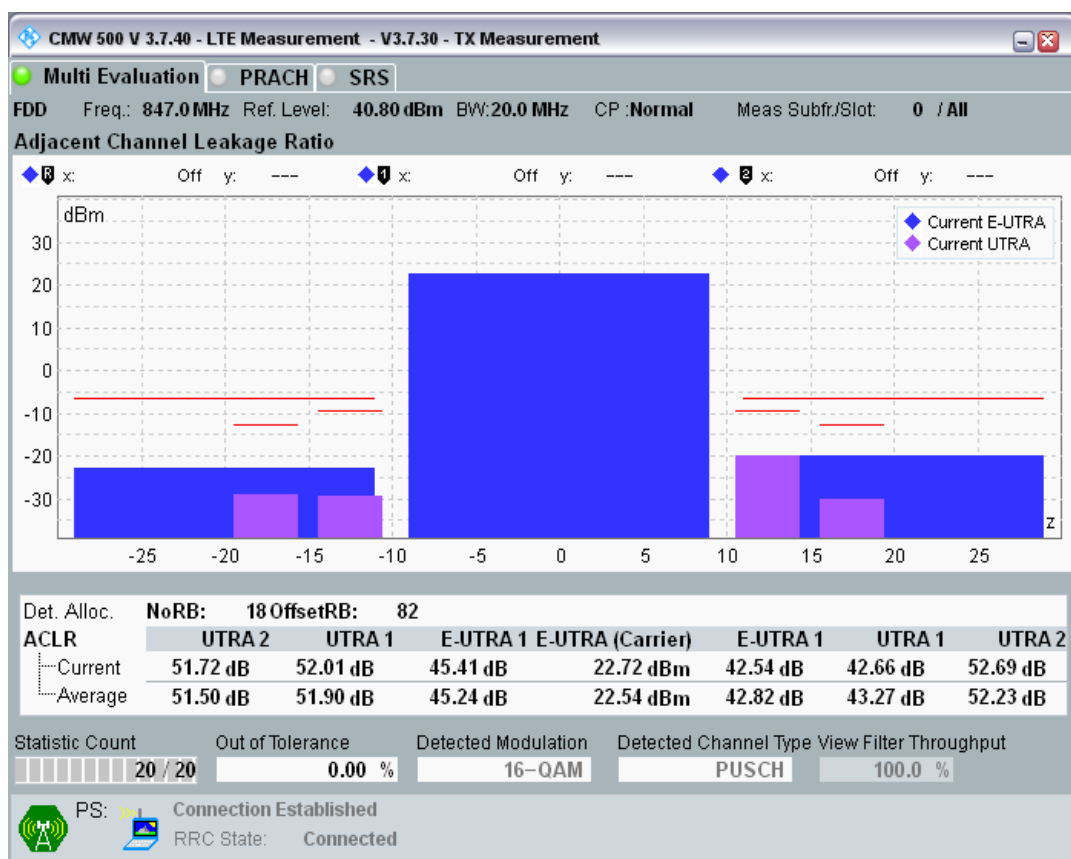 CMW 500 V 3.7.40 - LTE Measurement - V3.7.30 - TX Measurement
Multi Evaluation PRACH SRS
FDD Freq.: 847.0 MHz Ref. Level: 40.80 dBm BW:20.0 MHz CP :Normal Meas Subfr./Slot: 0 / All
Adjacent Channel Leakage Ratio
R x: Off y: --- 1 x: Off y: --- 2 x: Off y: ---
dBm
Current E-UTRA
Current UTRA
30
20
10
0
-10
-20
-30
z
-25 -20 -15 -10 -5 0 5 10 15 20 25
Det. Alloc. NoRB: 18 OffsetRB: 82
ACLR UTRA 2 UTRA 1 E-UTRA 1 E-UTRA (Carrier) E-UTRA 1 UTRA 1 UTRA 2
Current 51.72 dB 52.01 dB 45.41 dB 22.72 dBm 42.54 dB 42.66 dB 52.69 dB
Average 51.50 dB 51.90 dB 45.24 dB 22.54 dBm 42.82 dB 43.27 dB 52.23 dB
Statistic Count Out of Tolerance Detected Modulation Detected Channel Type View Filter Throughput
20 / 20 0.00 % 16-QAM PUSCH 100.0 %
PS: Connection Established
RRC State: Connected